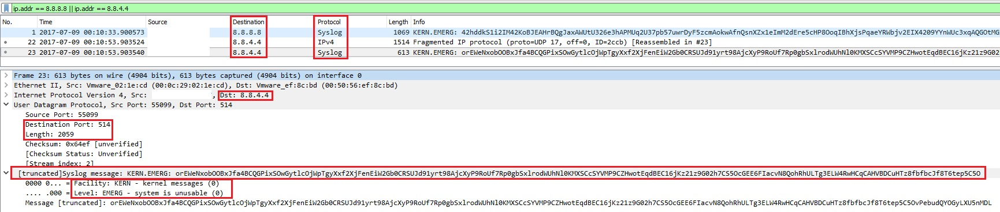 ip.addr == 8.8.8.8 || ip.addr == 8.8.4.4
No. Time Source Destination Protocol Length Info
1 2017-07-09 00:10:33.900573 8.8.8.8 Syslog 1069 KERN.EMERG:
22 2017-07-09 00:10:53.903524 8.8.4.4 IPv4 1514 Fragmented IP protocol (proto=UDP 17, off=0, ID=2ccb) [Reassembled in #23]
23 2017-07-09 00:10:53.903540 8.8.4.4 Syslog 613 KERN.EMERG:
Frame 23: 613 bytes on wire (4904 bits), 613 bytes captured (4904 bits) on interface 0
Ethernet II, Src: Vmware_02:1e:cd (00:0c:29:02:1e:cd), Dst: Vmware_ef:8c:bd (00:50:56:ef:8c:bd)
Internet Protocol Version 4, Src: , Dst: 8.8.4.4
User Datagram Protocol, Src Port: 55099, Dst Port: 514
Source Port: 55099
Destination Port: 514
Length: 2059
Checksum: 0x64ef [unverified]
[Checksum Status: Unverified]
[Stream index: 2]
[truncated]Syslog message: KERN.EMERG:
0000 0... = Facility: KERN - kernel messages (0)
.... .000 = Level: EMERG - system is unusable (0)
Message [truncated]: